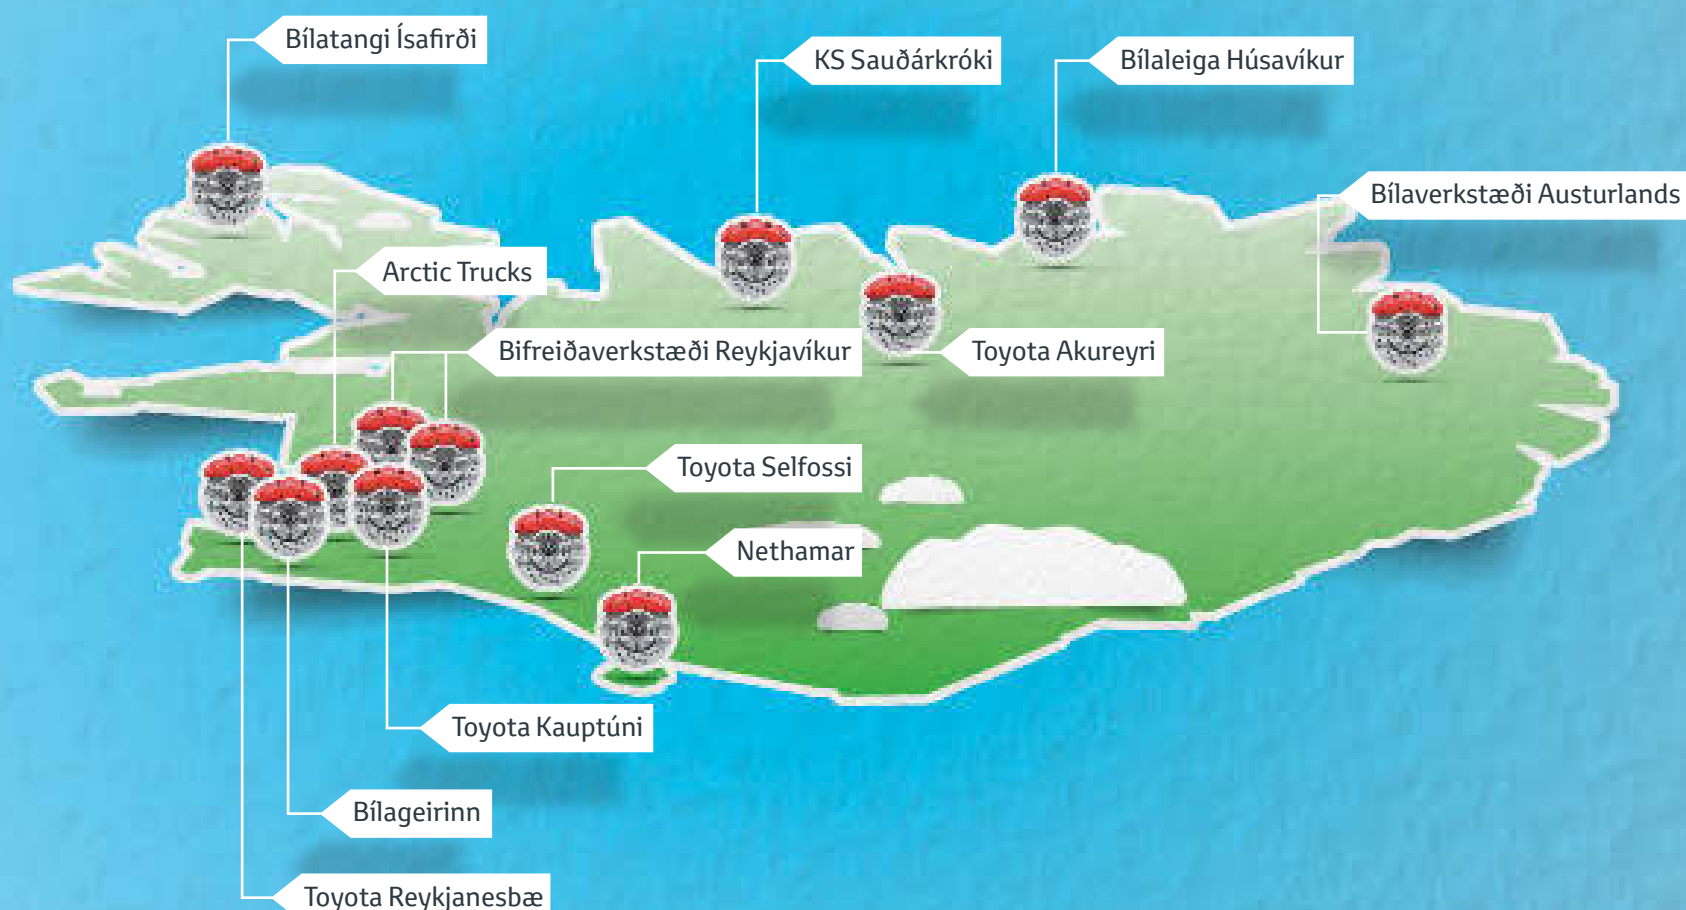 Bílatangi Ísafirði
KS Sauðárkróki
Bílaleiga Húsavíkur
Bílaverkstæði Austurlands
Arctic Trucks
Bifreiðaverkstæði Reykjavíkur
Toyota Akureyri
Toyota Selfossi
Nethamar
Toyota Kauptúni
Bílageirinn
Toyota Reykjanesbæ